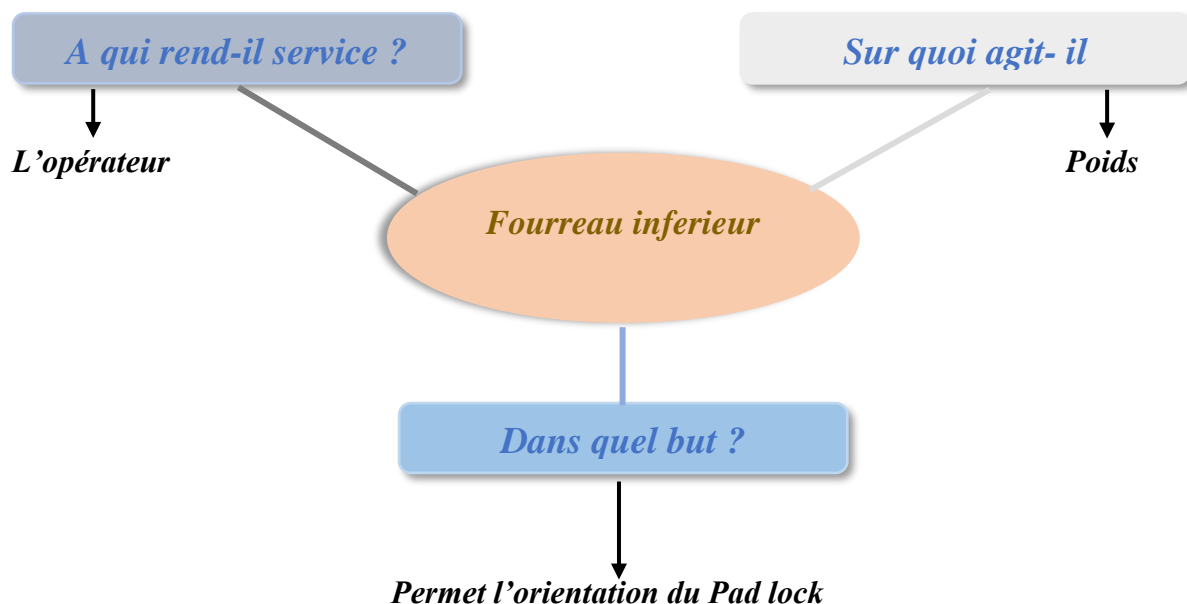 A qui rend-il service ?
Sur quoi agit- il
L’opérateur
Poids
Fourreau inferieur
Dans quel but ?
Permet l’orientation du Pad lock